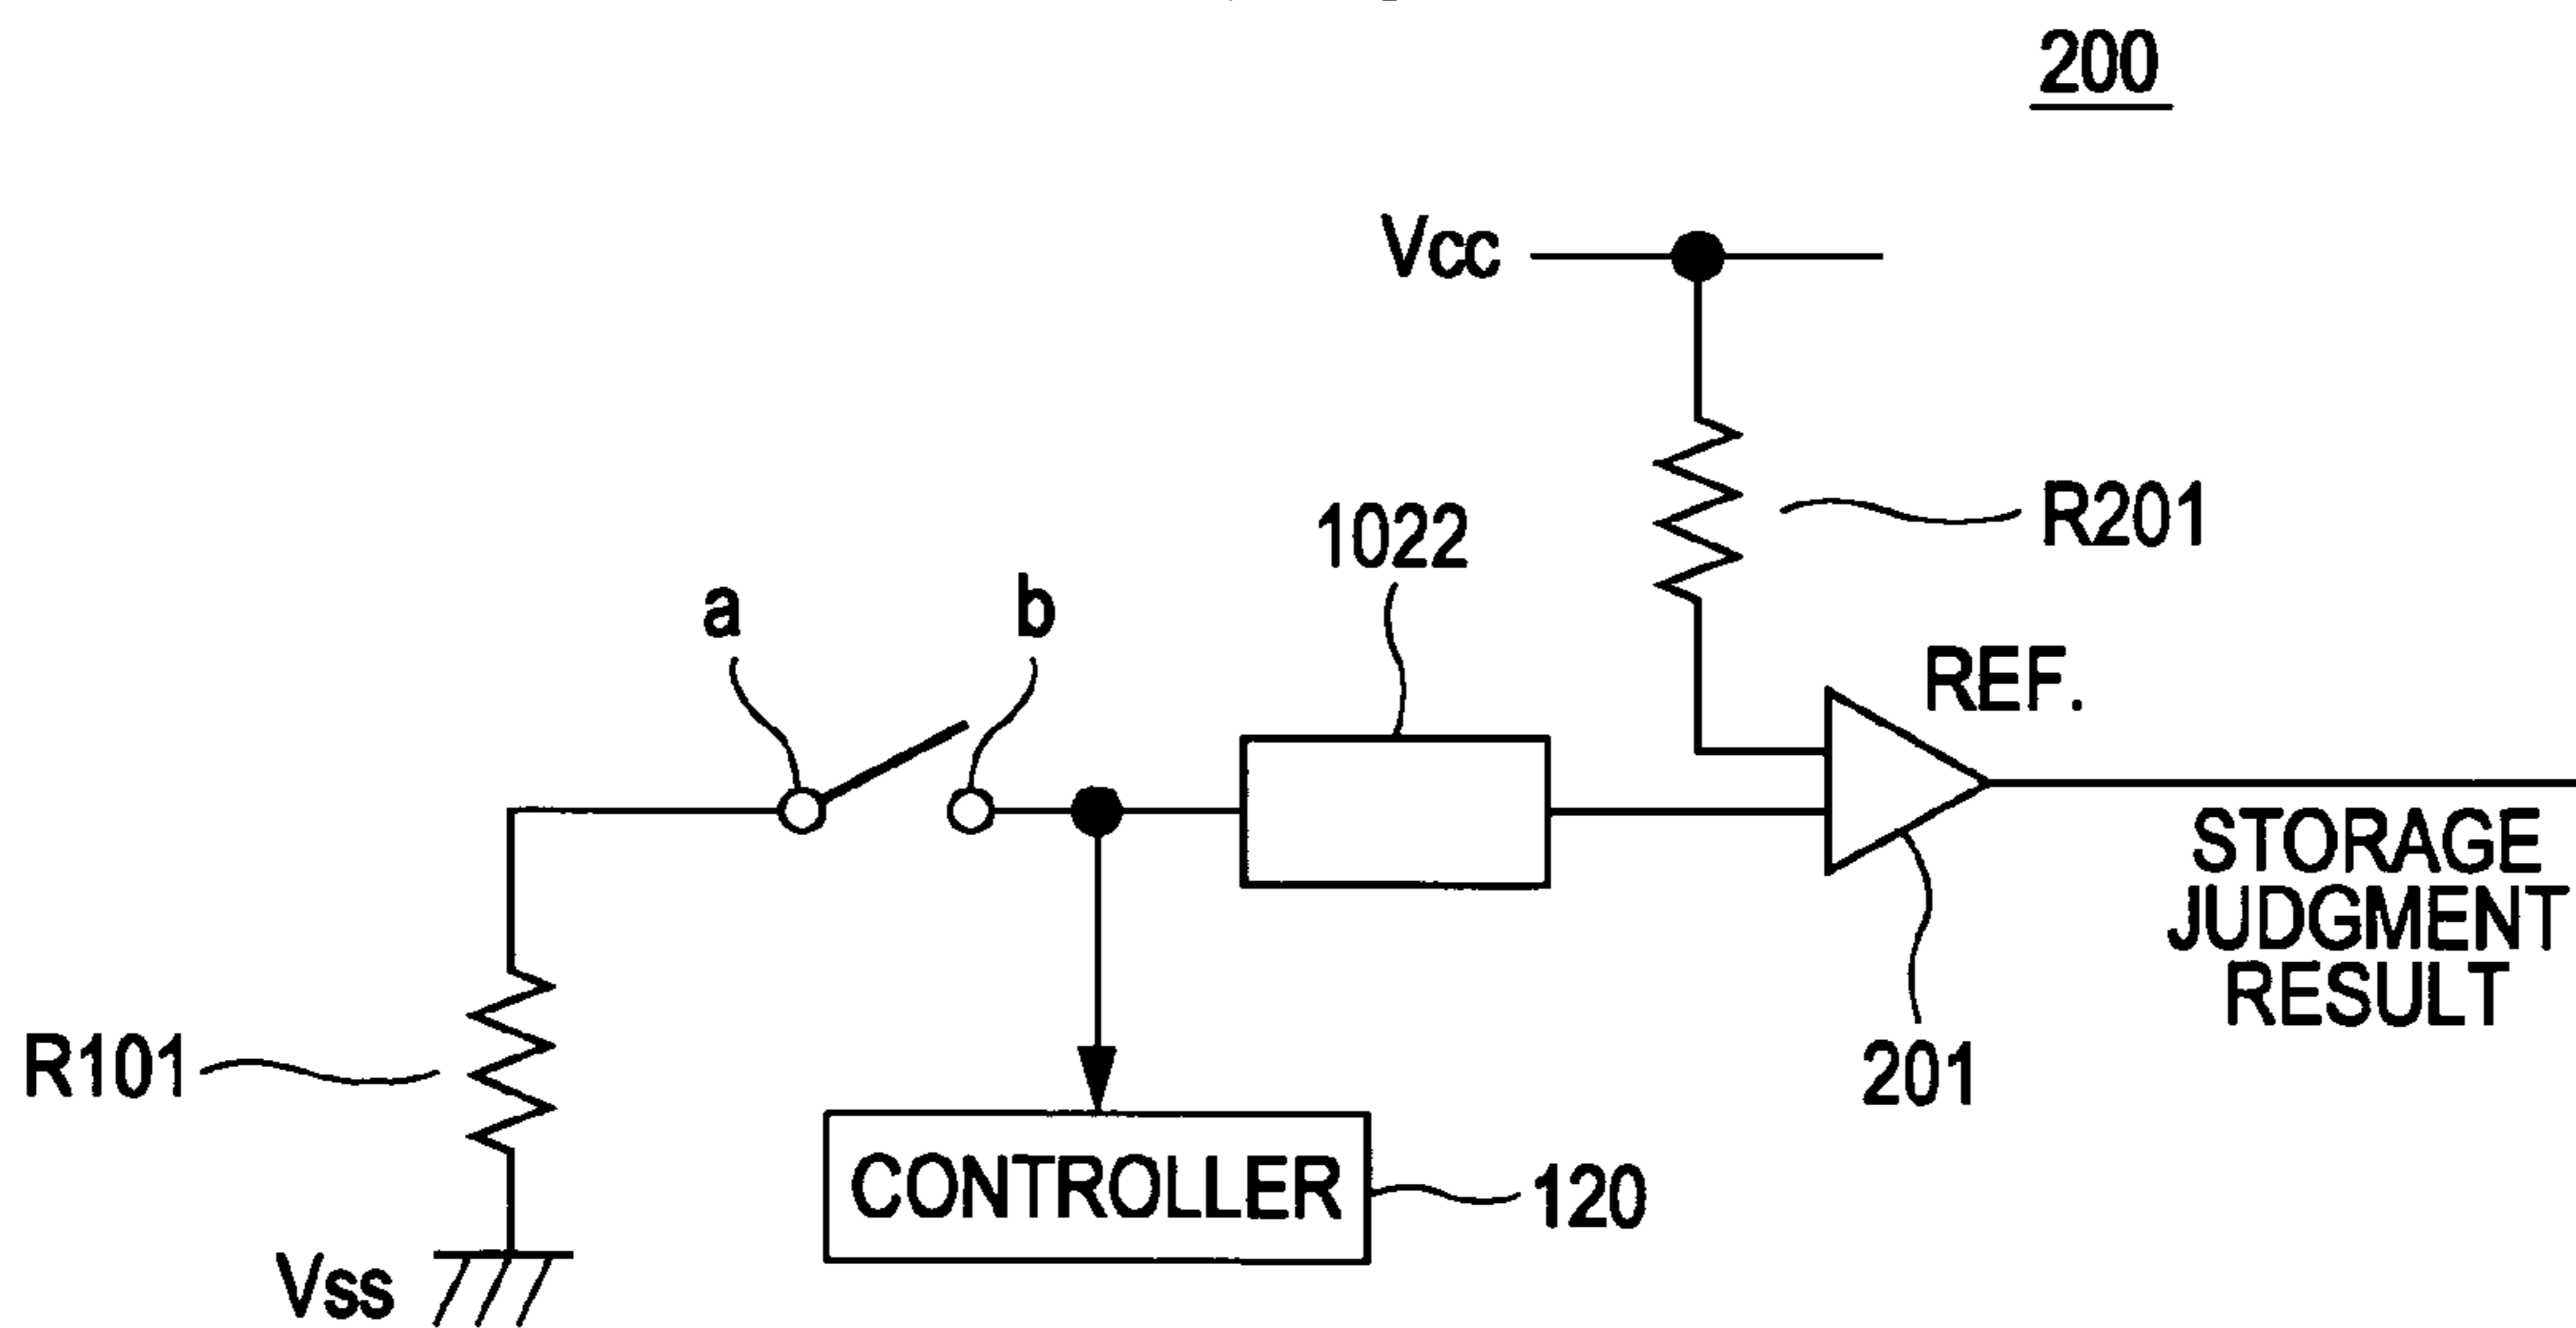 200
Vcc
R201
1022
a
b
REF.
STORAGE
JUDGMENT
RESULT
R101
201
CONTROLLER
120
Vss